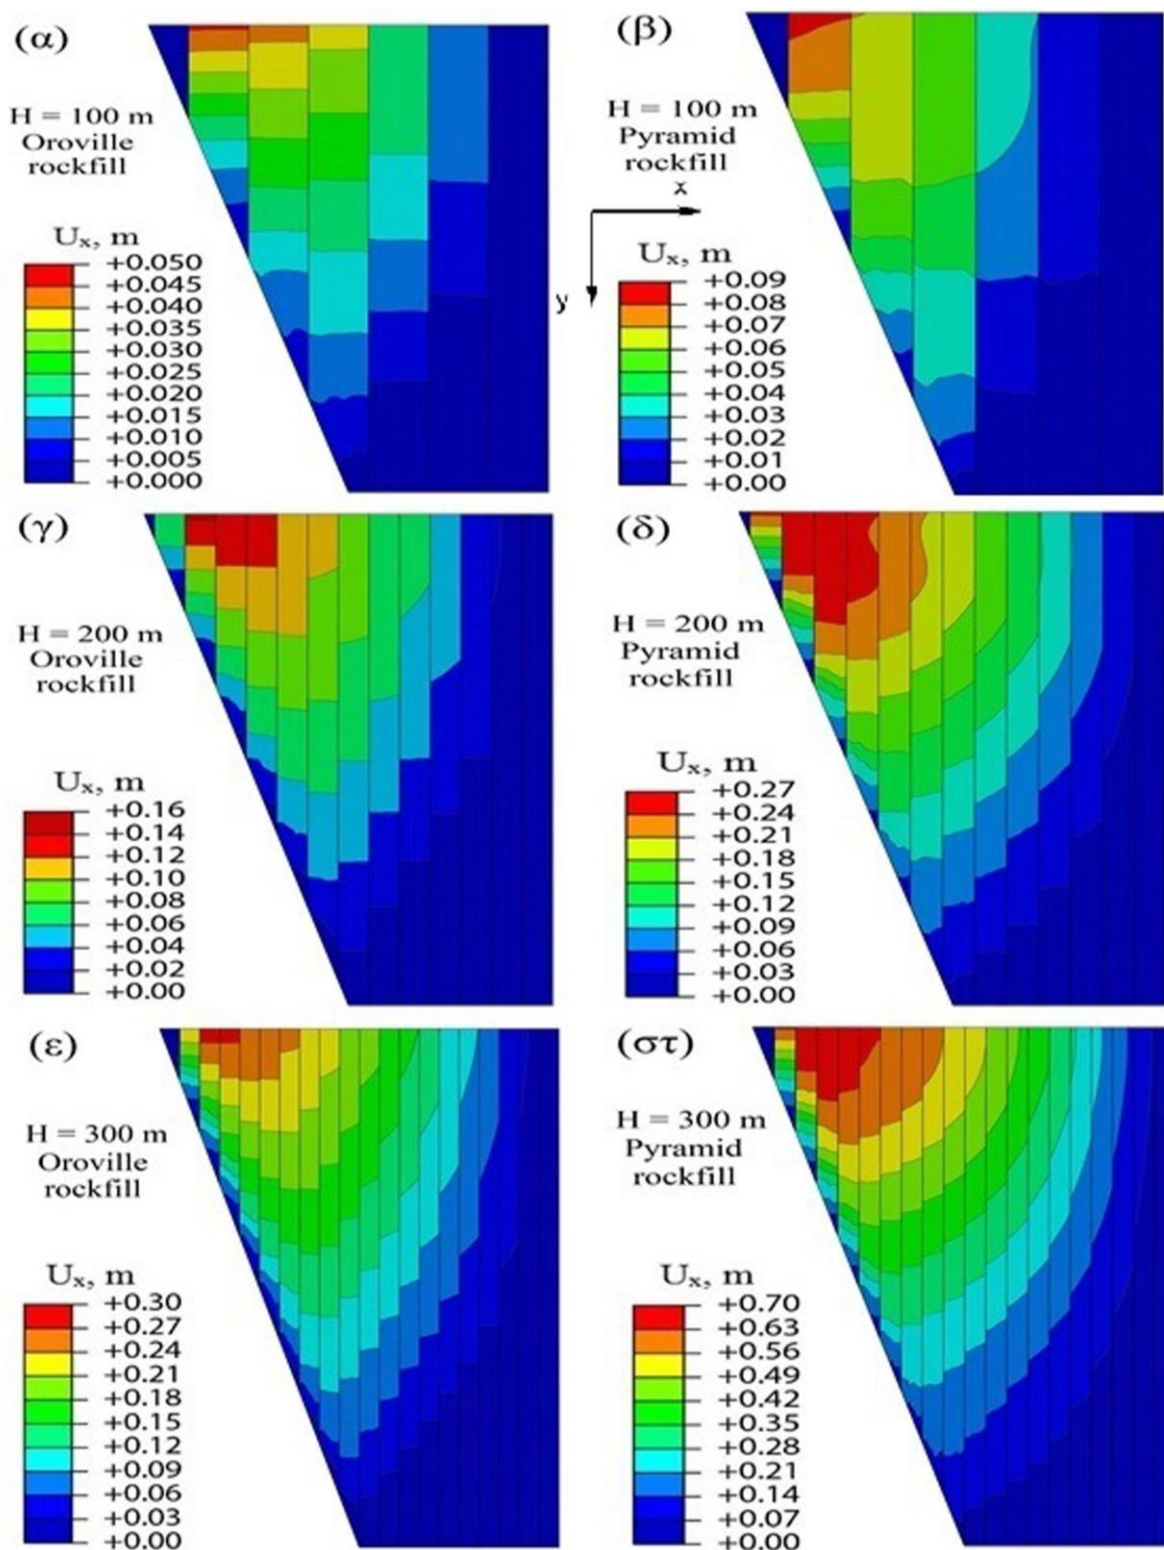 (α)
H = 100 m
Oroville
rockfill
Uₓ, m
+0.050
+0.045
+0.040
+0.035
+0.030
+0.025
+0.020
+0.015
+0.010
+0.005
+0.000
(β)
H = 100 m
Pyramid
rockfill
x
y
Uₓ, m
+0.09
+0.08
+0.07
+0.06
+0.05
+0.04
+0.03
+0.02
+0.01
+0.00
(γ)
H = 200 m
Oroville
rockfill
Uₓ, m
+0.16
+0.14
+0.12
+0.10
+0.08
+0.06
+0.04
+0.02
+0.00
(δ)
H = 200 m
Pyramid
rockfill
Uₓ, m
+0.27
+0.24
+0.21
+0.18
+0.15
+0.12
+0.09
+0.06
+0.03
+0.00
(ε)
H = 300 m
Oroville
rockfill
Uₓ, m
+0.30
+0.27
+0.24
+0.21
+0.18
+0.15
+0.12
+0.09
+0.06
+0.03
+0.00
(στ)
H = 300 m
Pyramid
rockfill
Uₓ, m
+0.70
+0.63
+0.56
+0.49
+0.42
+0.35
+0.28
+0.21
+0.14
+0.07
+0.00